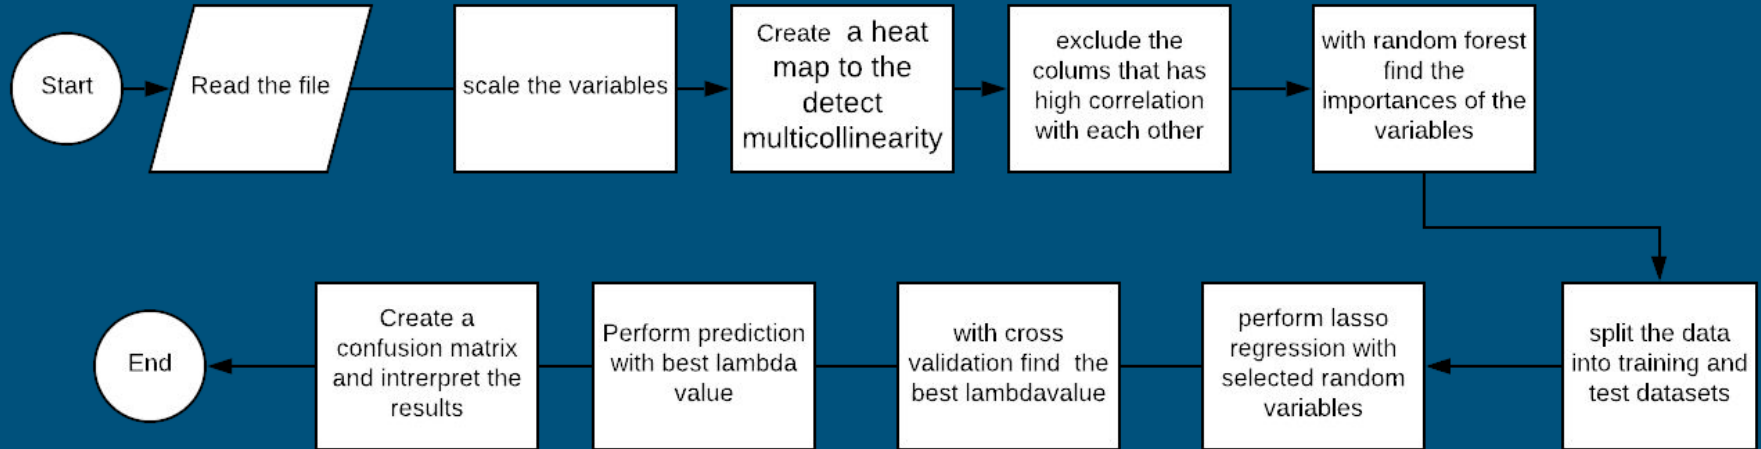 Start
Read the file
scale the variables
Create a heat
map to the
detect
multicollinearity
exclude the
colums that has
high correlation
with each other
with random forest
find the
importances of the
variables
split the data
into training and
test datasets
perform lasso
regression with
selected random
variables
with cross
validation find the
best lambdavalue
Perform prediction
with best lambda
value
Create a
confusion matrix
and intrerpret the
results
End